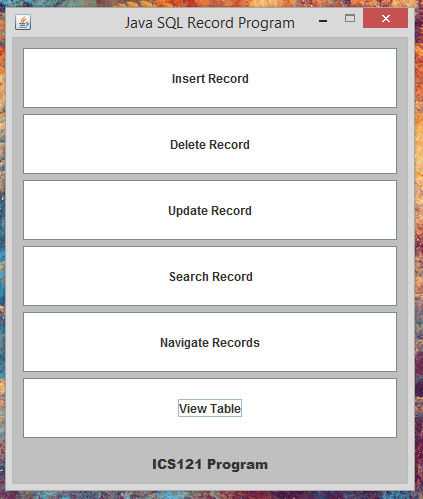 Java SQL Record Program
Insert Record
Delete Record
Update Record
Search Record
Navigate Records
View Table
ICS121 Program